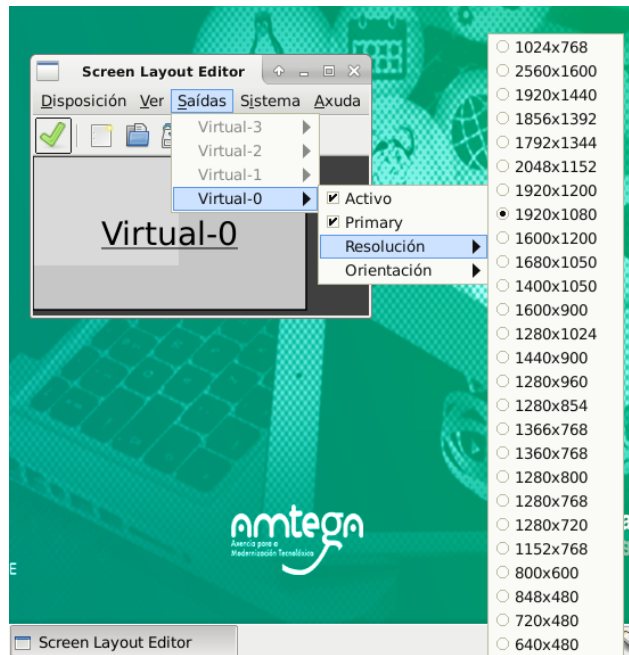 Screen Layout Editor
Disposición Ver Saídas Sistema Axuda
Virtual-3
Virtual-2
Virtual-1
Virtual-0
Virtual-0
Activo
Primary
Resolución
Orientación
1024x768
2560x1600
1920x1440
1856x1392
1792x1344
2048x1152
1920x1200
1920x1080
1600x1200
1680x1050
1400x1050
1600x900
1280x1024
1440x900
1280x960
1280x854
1366x768
1360x768
1280x800
1280x768
1280x720
1152x768
800x600
848x480
720x480
640x480
amtega
Axencia para a
Modernización Tecnolóxica
E
Screen Layout Editor